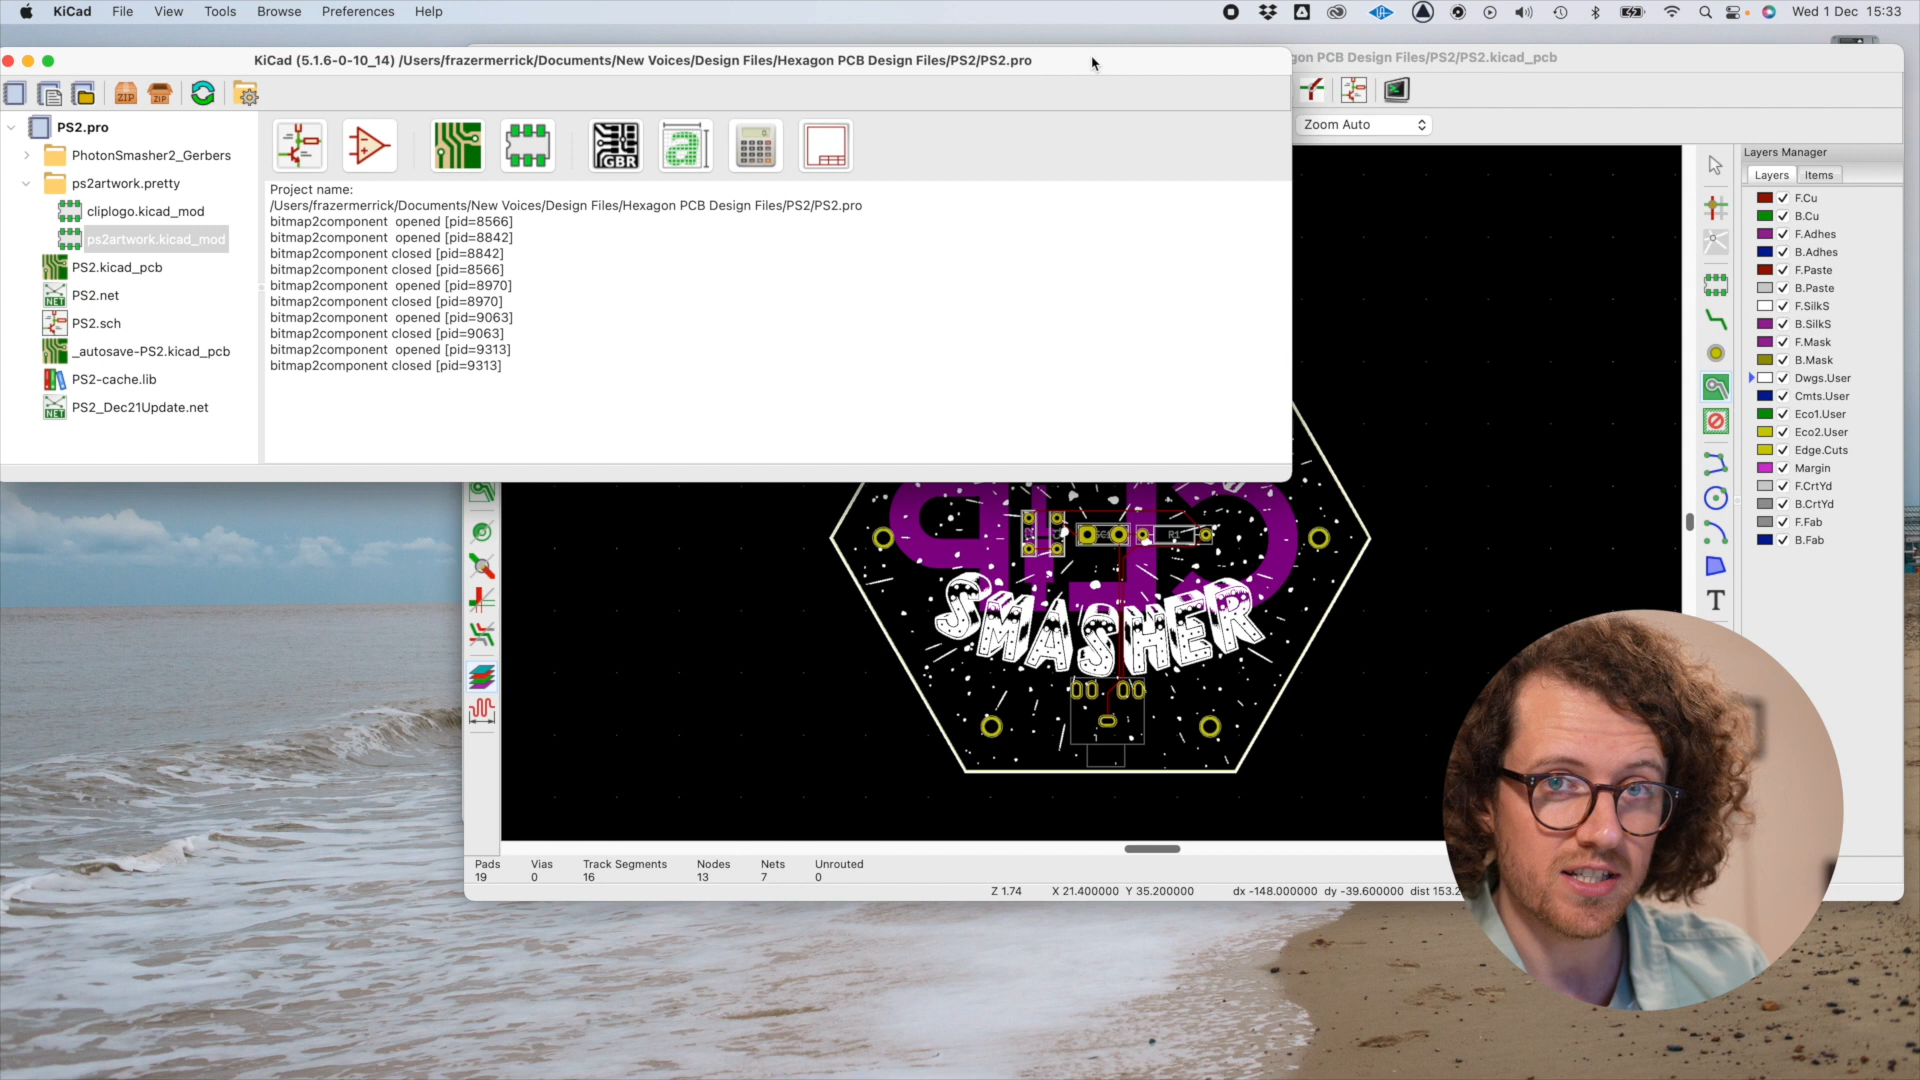 KiCad File View Tools Browse Preferences Help
Wed 1 Dec 15:33
KiCad (5.1.6-0-10_14) /Users/frazermerrick/Documents/New Voices/Design Files/Hexagon PCB Design Files/PS2/PS2.pro
gon PCB Design Files/PS2/PS2.kicad_pcb
ZIP
ZIP
GBR
a
Zoom Auto
PS2.pro
PhotonSmasher2_Gerbers
ps2artwork.pretty
cliplogo.kicad_mod
ps2artwork.kicad_mod
PS2.kicad_pcb
NET
PS2.net
PS2.sch
_autosave-PS2.kicad_pcb
PS2-cache.lib
NET
PS2_Dec21Update.net
Project name:
/Users/frazermerrick/Documents/New Voices/Design Files/Hexagon PCB Design Files/PS2/PS2.pro
bitmap2component opened [pid=8566]
bitmap2component opened [pid=8842]
bitmap2component closed [pid=8842]
bitmap2component closed [pid=8566]
bitmap2component opened [pid=8970]
bitmap2component closed [pid=8970]
bitmap2component opened [pid=9063]
bitmap2component closed [pid=9063]
bitmap2component opened [pid=9313]
bitmap2component closed [pid=9313]
Layers Manager
Layers Items
F.Cu
B.Cu
F.Adhes
B.Adhes
F.Paste
B.Paste
F.SilkS
B.SilkS
F.Mask
B.Mask
Dwgs.User
Cmts.User
Eco1.User
Eco2.User
Edge.Cuts
Margin
F.CrtYd
B.CrtYd
F.Fab
B.Fab
T
R1
SMASHER
Pads Vias Track Segments Nodes Nets Unrouted
19 0 16 13 7 0
Z 1.74 X 21.400000 Y 35.200000 dx -148.000000 dy -39.600000 dist 153.2